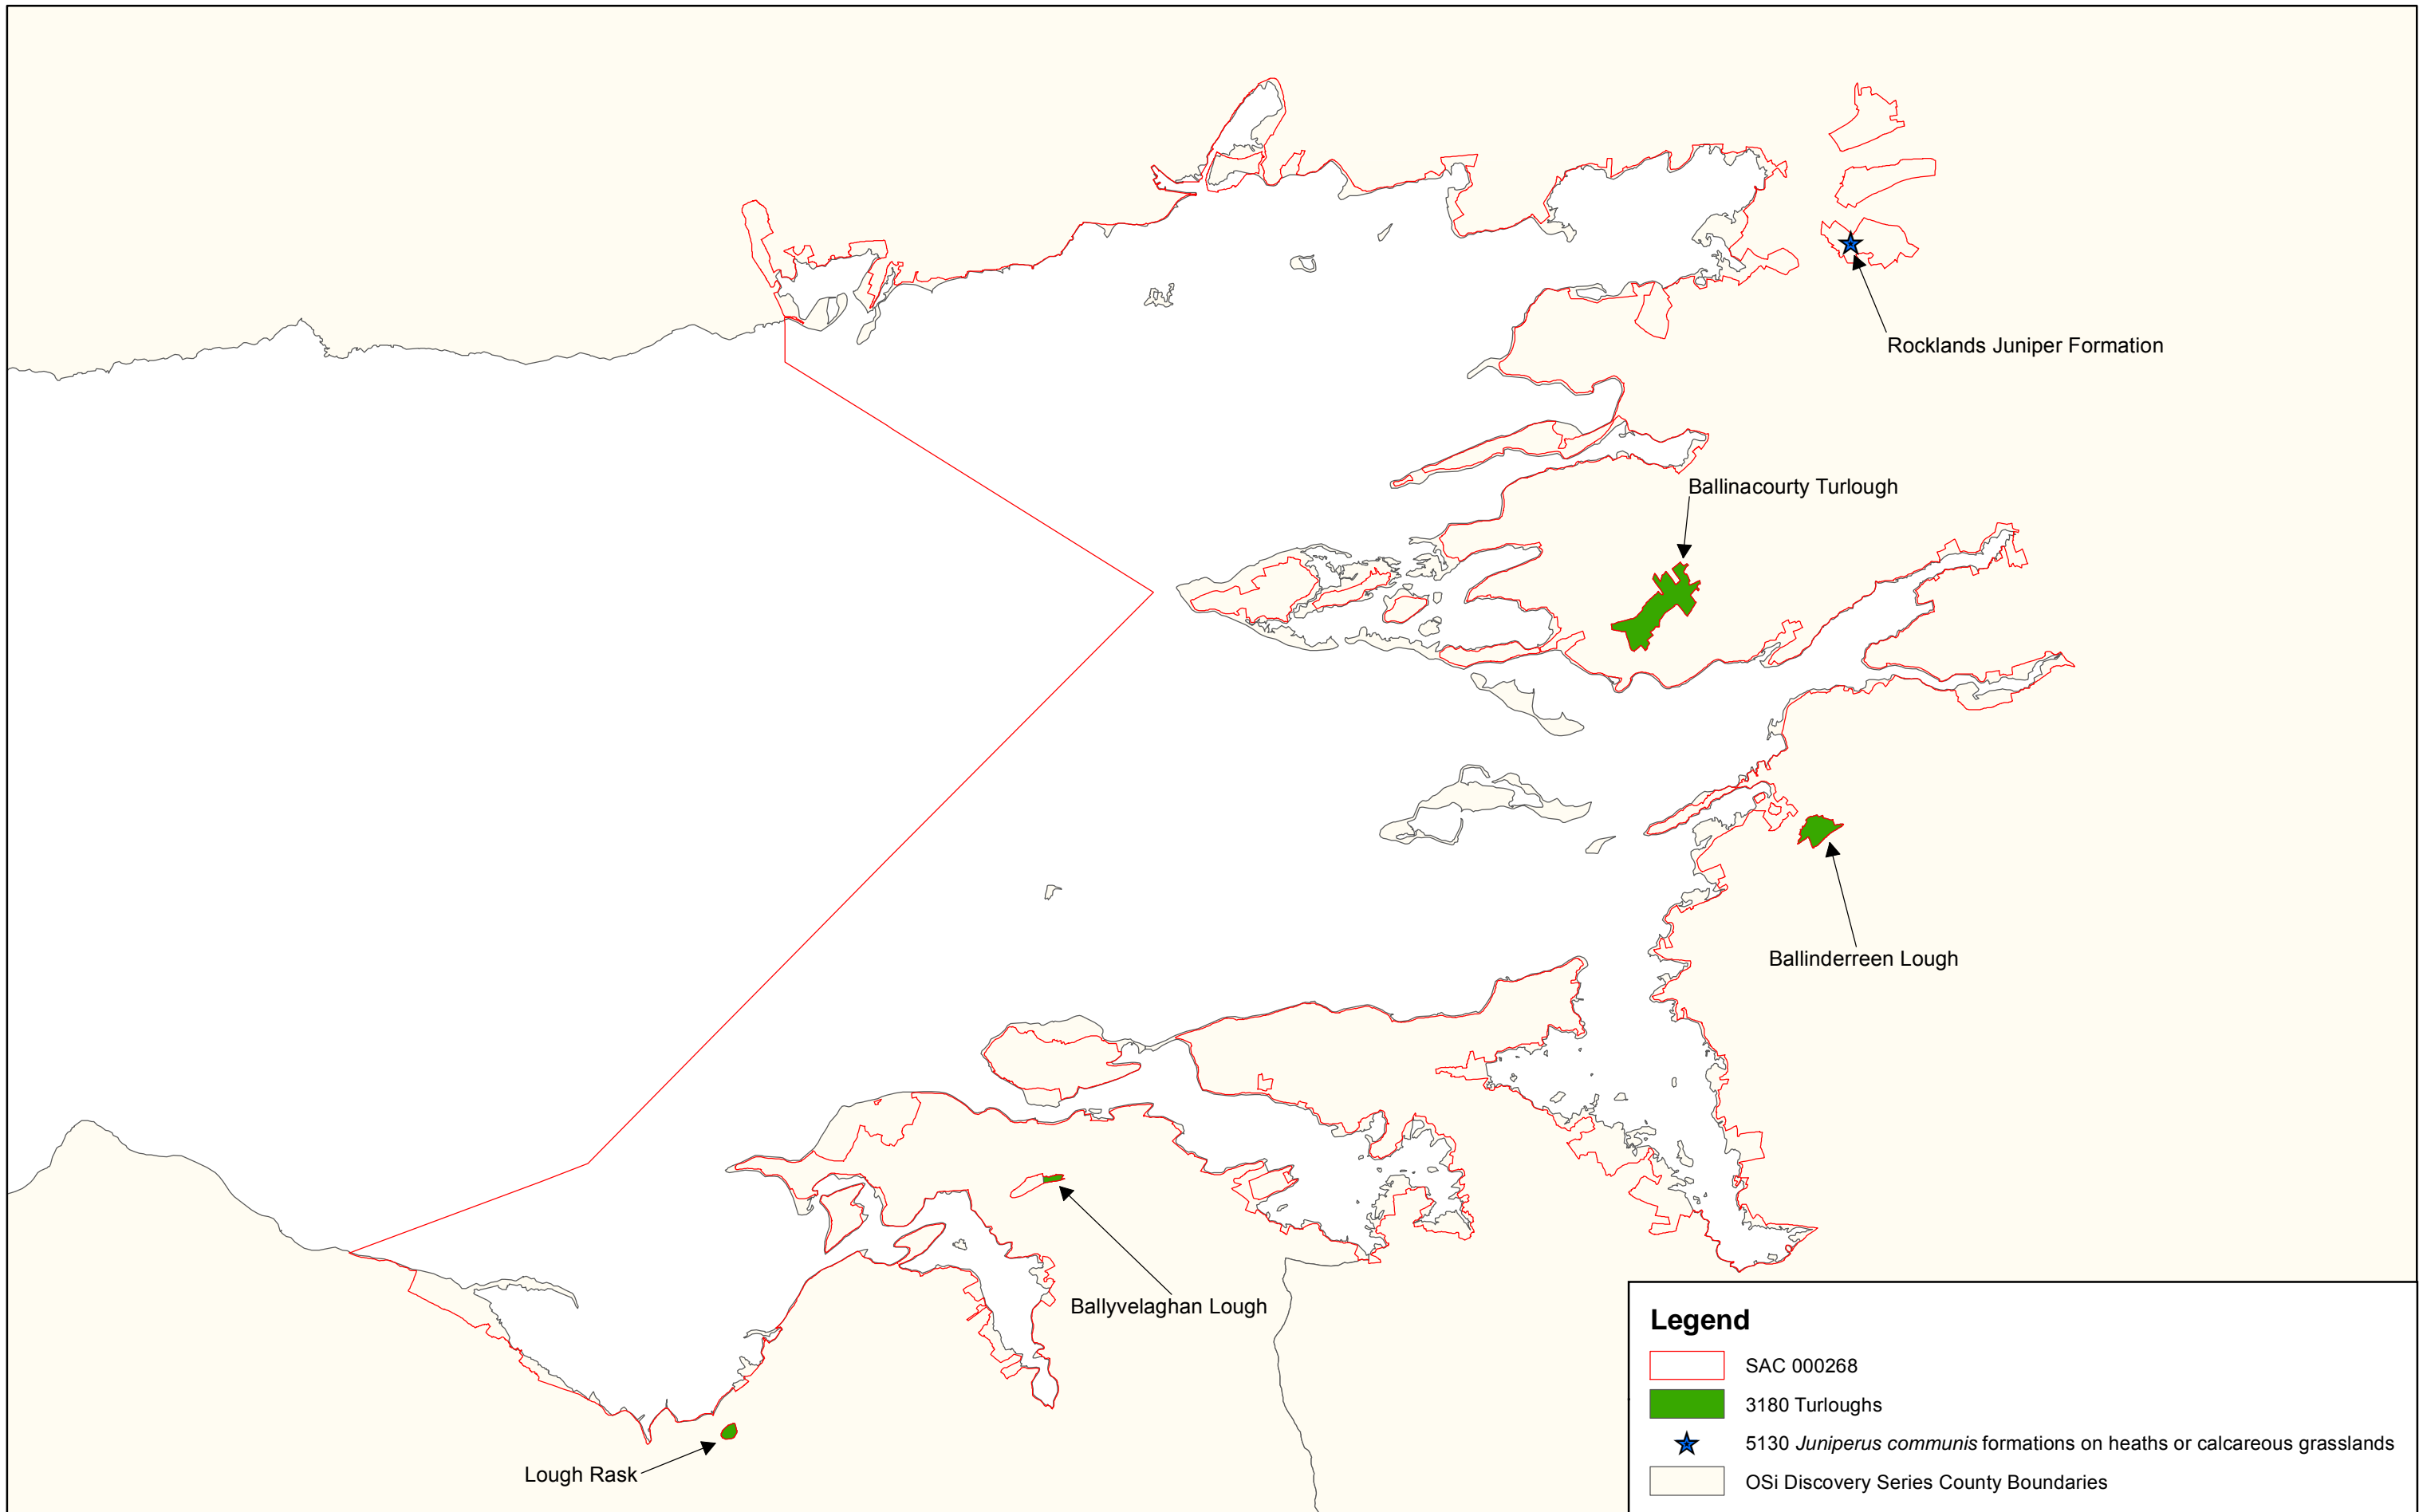 Rocklands Juniper Formation
Ballinacourty Turlough
Ballinderreen Lough
Ballyvelaghan Lough
Lough Rask
Legend
SAC 000268
3180 Turloughs
5130 Juniperus communis formations on heaths or calcareous grasslands
OSi Discovery Series County Boundaries